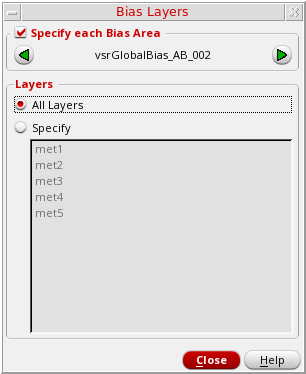 Bias Layers
Specify each Bias Area
vsrGlobalBias_AB_002
Layers
All Layers
Specify
met1
met2
met3
met4
met5
Close
Help